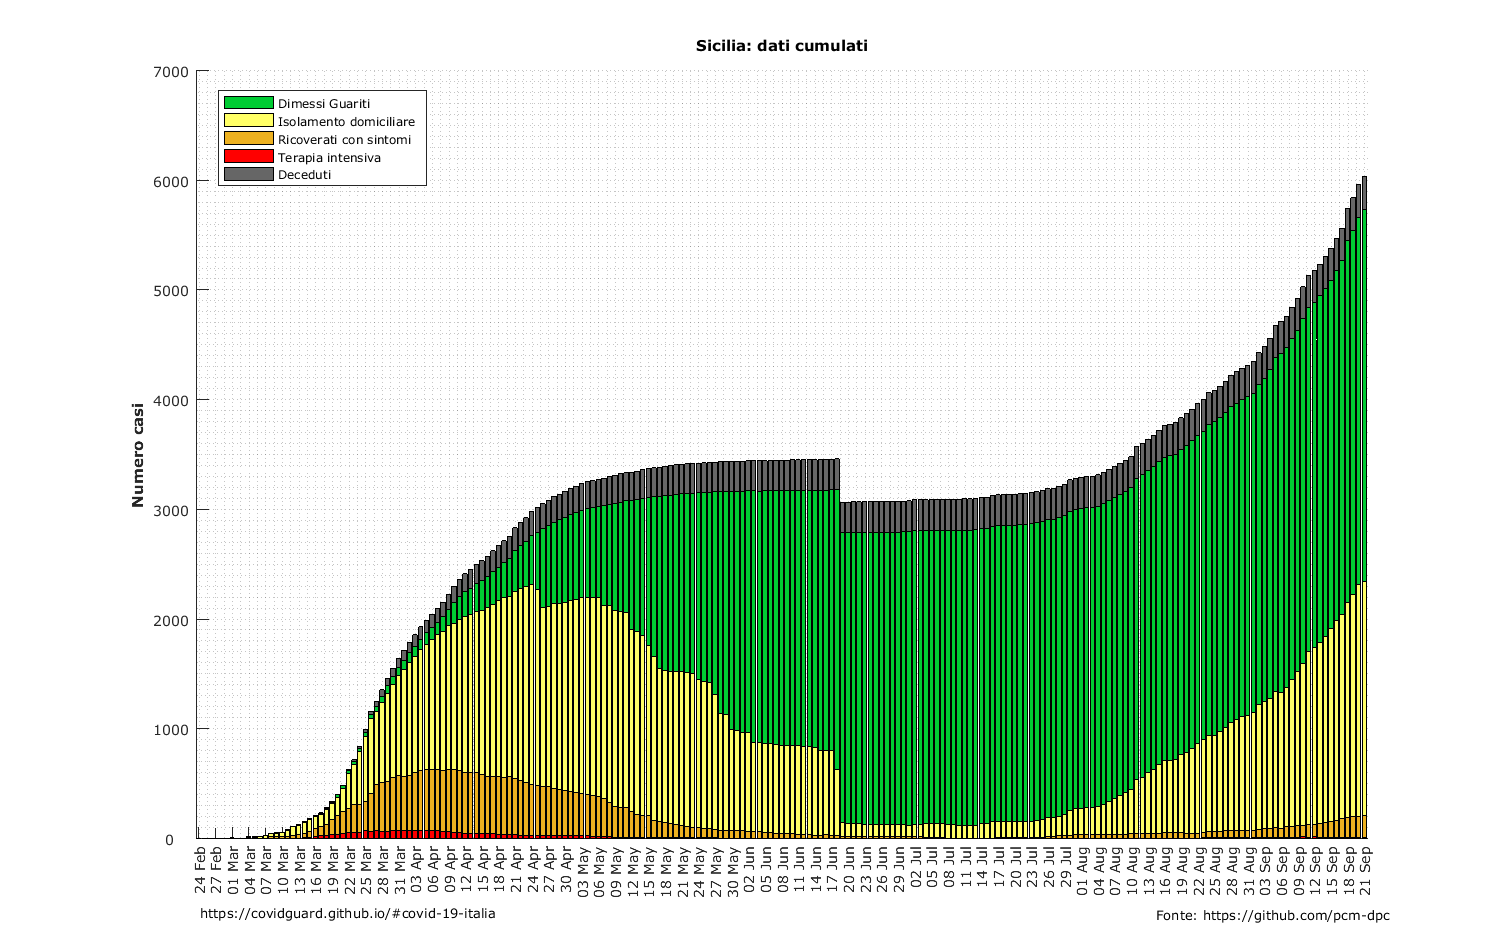 Sicilia: dati cumulati
Numero casi
7000
6000
5000
4000
3000
2000
1000
0
Dimessi Guariti
Isolamento domiciliare
Ricoverati con sintomi
Terapia intensiva
Deceduti
24 Feb
27 Feb
01 Mar
04 Mar
07 Mar
10 Mar
13 Mar
16 Mar
19 Mar
22 Mar
25 Mar
28 Mar
31 Mar
03 Apr
06 Apr
09 Apr
12 Apr
15 Apr
18 Apr
21 Apr
24 Apr
27 Apr
30 Apr
03 May
06 May
09 May
12 May
15 May
18 May
21 May
24 May
27 May
30 May
02 Jun
05 Jun
08 Jun
11 Jun
14 Jun
17 Jun
20 Jun
23 Jun
26 Jun
29 Jun
02 Jul
05 Jul
08 Jul
11 Jul
14 Jul
17 Jul
20 Jul
23 Jul
26 Jul
29 Jul
01 Aug
04 Aug
07 Aug
10 Aug
13 Aug
16 Aug
19 Aug
22 Aug
25 Aug
28 Aug
31 Aug
03 Sep
06 Sep
09 Sep
12 Sep
15 Sep
18 Sep
21 Sep
https://covidguard.github.io/#covid-19-italia
Fonte: https://github.com/pcm-dpc